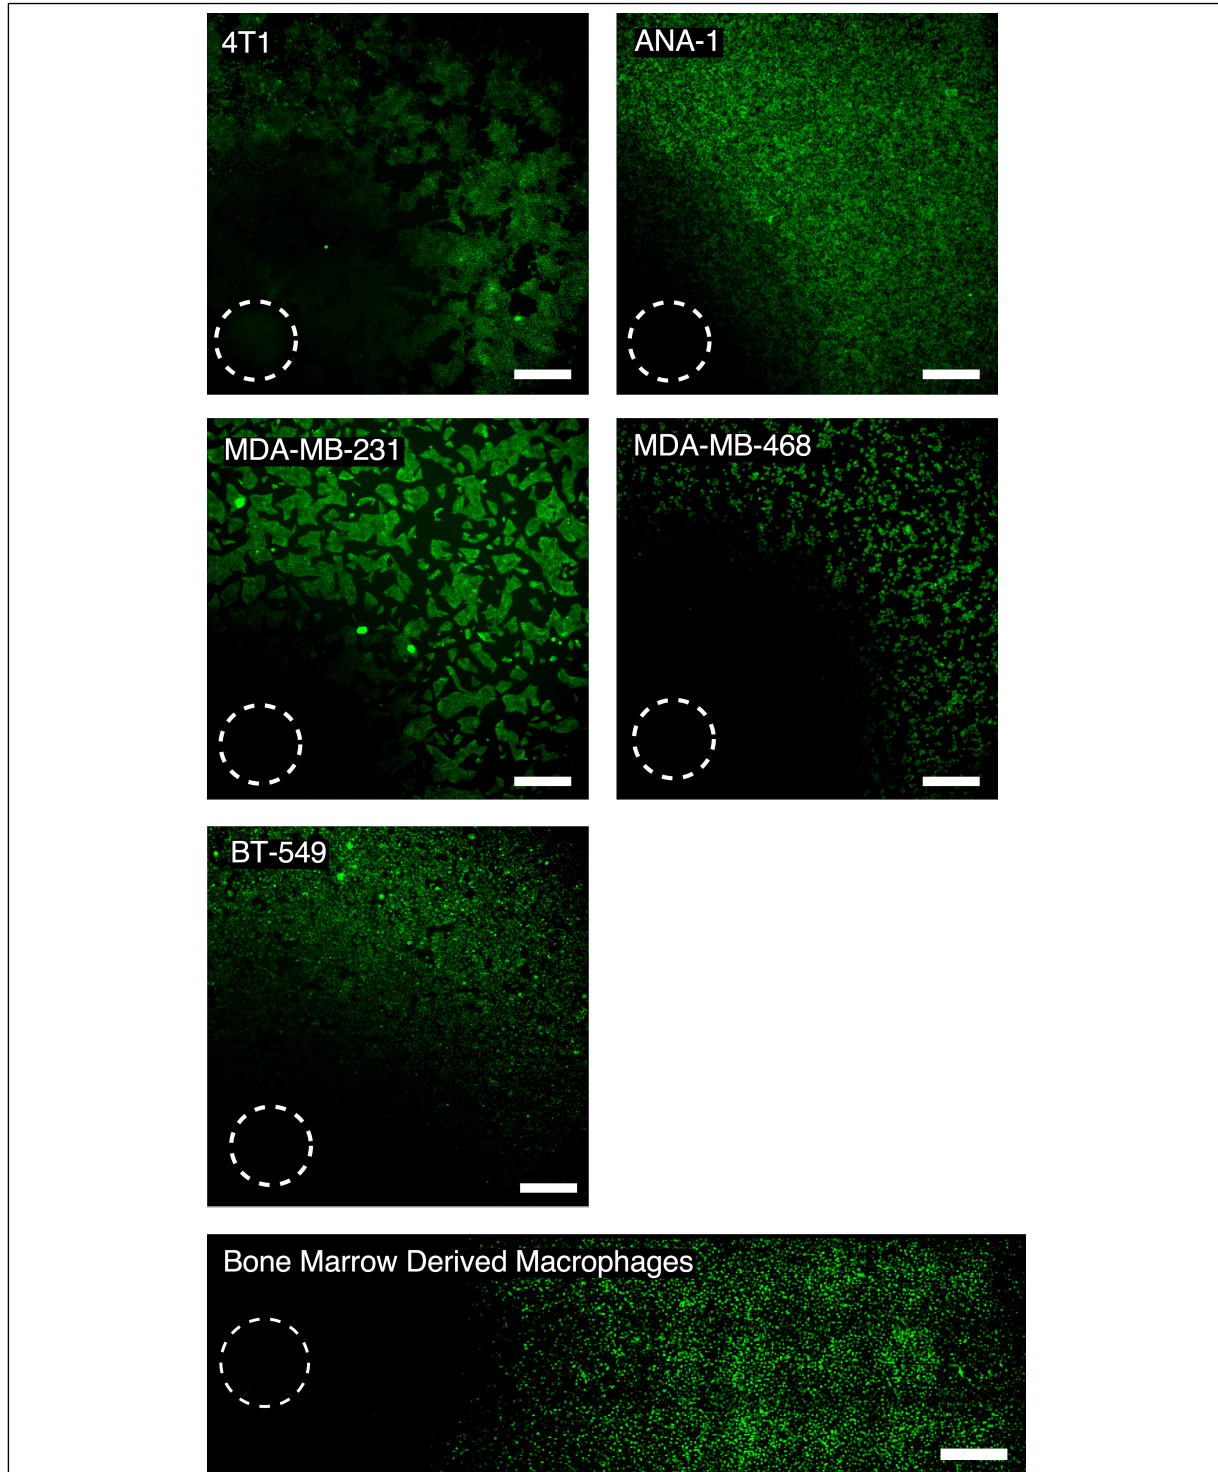 4T1
ANA-1
MDA-MB-231
MDA-MB-468
BT-549
Bone Marrow Derived Macrophages